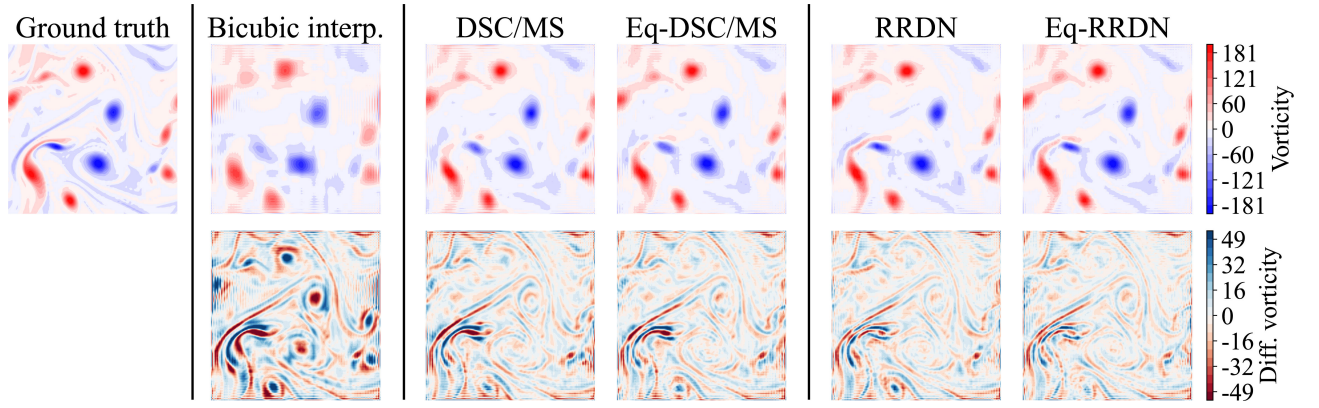 Ground truth
Bicubic interp.
DSC/MS
Eq-DSC/MS
RRDN
Eq-RRDN
181
121
60
0
-60
-121
-181
Vorticity
49
32
16
0
-16
-32
-49
Diff. vorticity